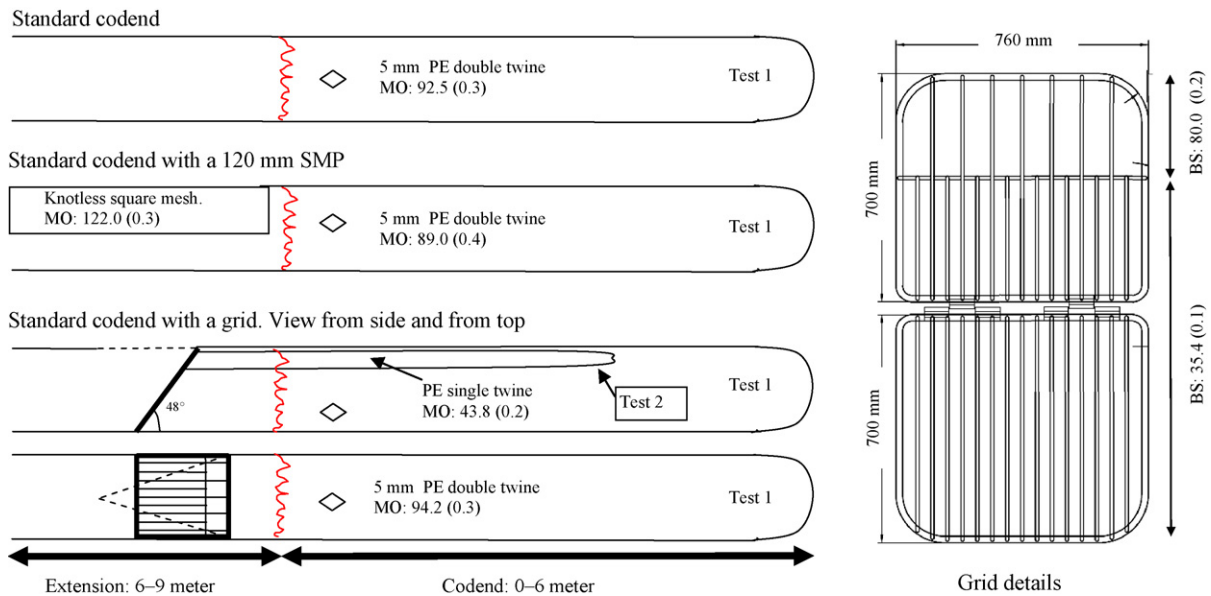 Standard codend
5 mm PE double twine
MO: 92.5 (0.3)
Test 1
Standard codend with a 120 mm SMP
Knotless square mesh.
MO: 122.0 (0.3)
5 mm PE double twine
MO: 89.0 (0.4)
Test 1
Standard codend with a grid. View from side and from top
48°
PE single twine
MO: 43.8 (0.2)
Test 2
Test 1
5 mm PE double twine
MO: 94.2 (0.3)
Test 1
Extension: 6–9 meter
Codend: 0–6 meter
760 mm
700 mm
700 mm
BS: 80.0 (0.2)
BS: 35.4 (0.1)
Grid details